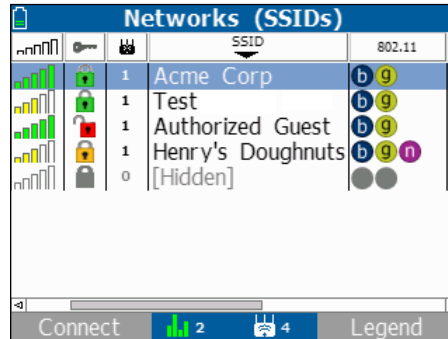 Networks (SSIDs)
SSID 802.11
1 Acme Corp b g
1 Test b g
1 Authorized Guest b g
1 Henry's Doughnuts b g n
0 [Hidden]
Connect 2 4 Legend